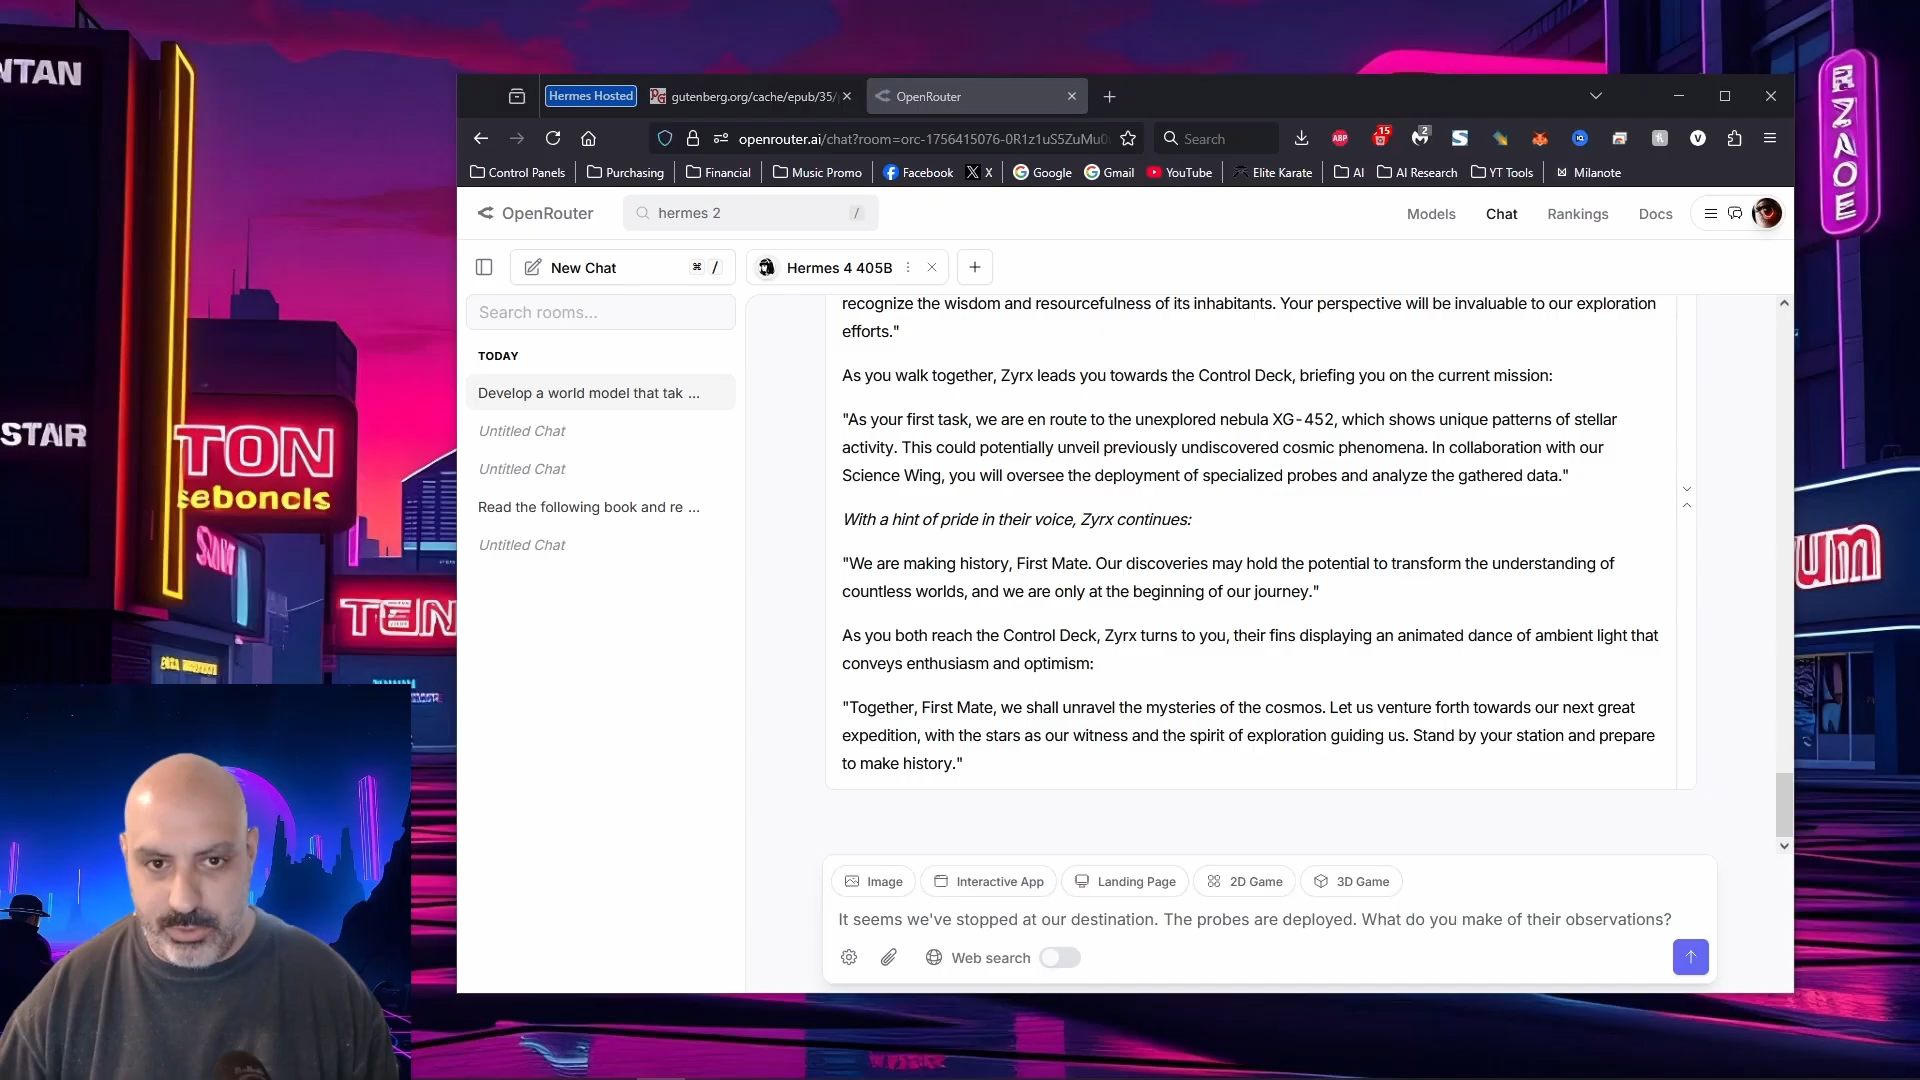 NTAN
STAR
TON
seboncls
TEN
um
Hermes Hosted
gutenberg.org/cache/epub/35/
OpenRouter
openrouter.ai/chat?room=orc-1756415076-0R1z1uS5ZuMu0
Search
15
2
ABP
Control Panels
Purchasing
Financial
Music Promo
Facebook
X
Google
Gmail
YouTube
Elite Karate
AI
AI Research
YT Tools
Milanote
OpenRouter
hermes 2
/
Models
Chat
Rankings
Docs
New Chat
⌘ /
Hermes 4 405B
Search rooms...
TODAY
Develop a world model that tak ...
Untitled Chat
Untitled Chat
Read the following book and re ...
Untitled Chat
recognize the wisdom and resourcefulness of its inhabitants. Your perspective will be invaluable to our exploration
efforts."
As you walk together, Zyrx leads you towards the Control Deck, briefing you on the current mission:
"As your first task, we are en route to the unexplored nebula XG-452, which shows unique patterns of stellar
activity. This could potentially unveil previously undiscovered cosmic phenomena. In collaboration with our
Science Wing, you will oversee the deployment of specialized probes and analyze the gathered data."
With a hint of pride in their voice, Zyrx continues:
"We are making history, First Mate. Our discoveries may hold the potential to transform the understanding of
countless worlds, and we are only at the beginning of our journey."
As you both reach the Control Deck, Zyrx turns to you, their fins displaying an animated dance of ambient light that
conveys enthusiasm and optimism:
"Together, First Mate, we shall unravel the mysteries of the cosmos. Let us venture forth towards our next great
expedition, with the stars as our witness and the spirit of exploration guiding us. Stand by your station and prepare
to make history."
Image
Interactive App
Landing Page
2D Game
3D Game
It seems we've stopped at our destination. The probes are deployed. What do you make of their observations?
Web search